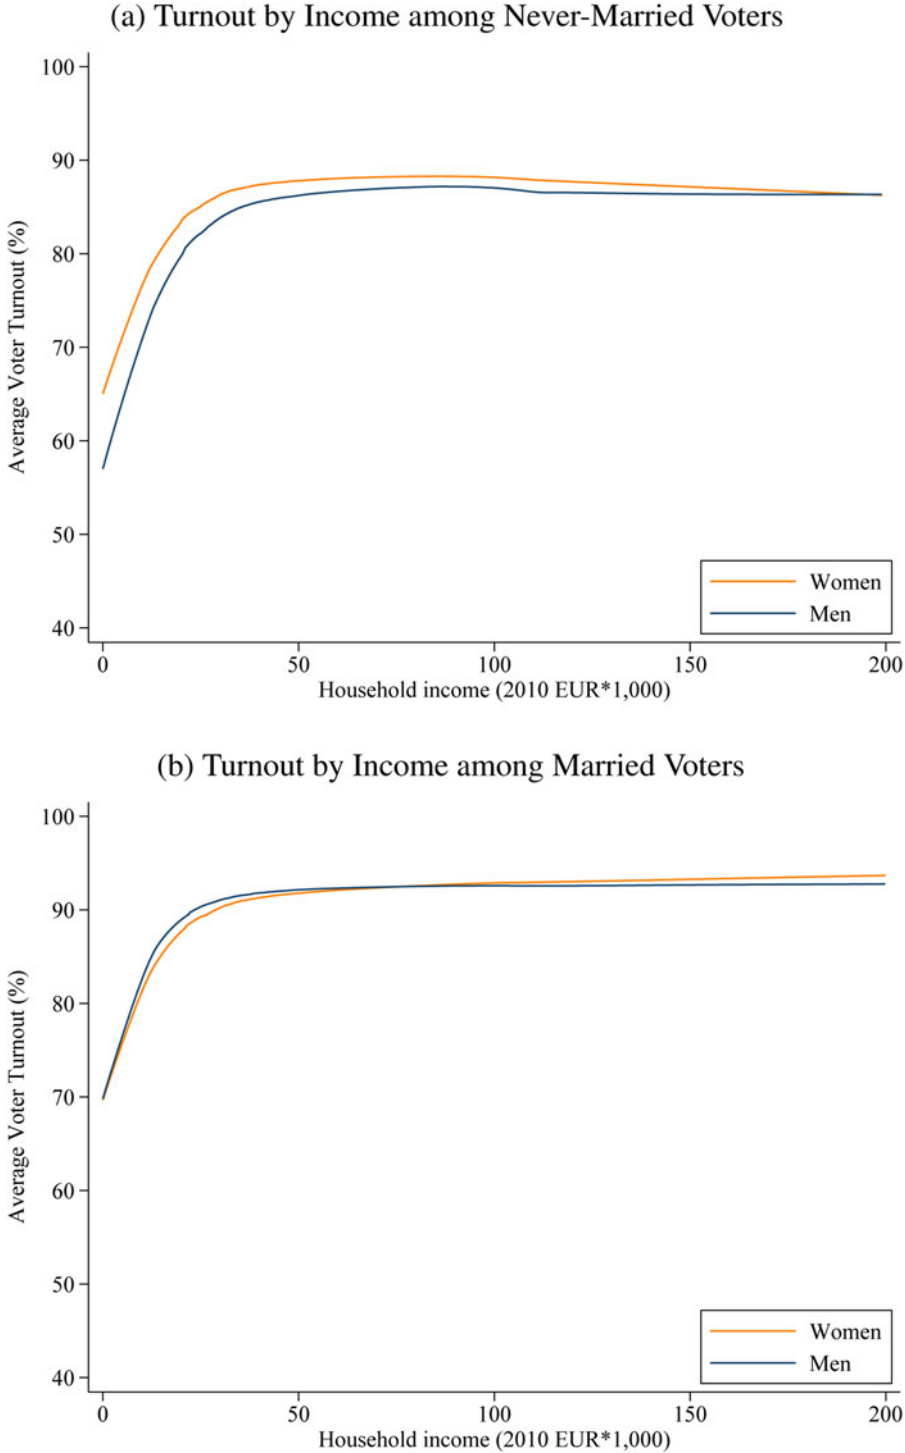 (a) Turnout by Income among Never-Married Voters
Average Voter Turnout (%)
100
90
80
70
60
50
40
Women
Men
0 50 100 150 200
Household income (2010 EUR*1,000)
(b) Turnout by Income among Married Voters
Average Voter Turnout (%)
100
90
80
70
60
50
40
Women
Men
0 50 100 150 200
Household income (2010 EUR*1,000)